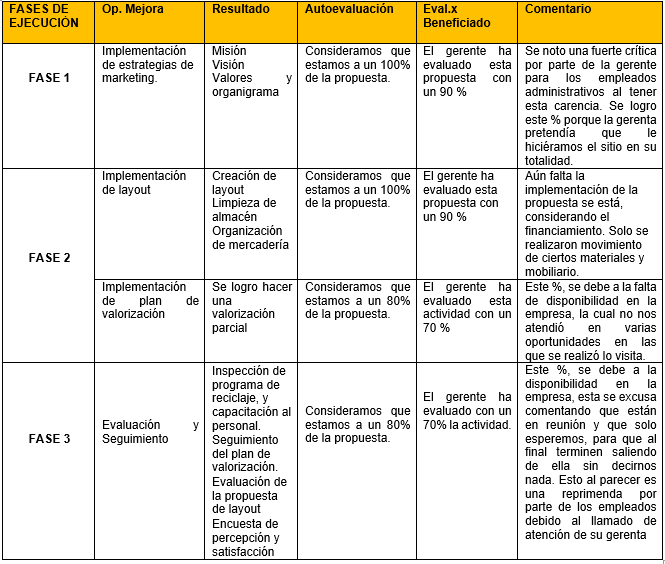 FASES DE
EJECUCIÓN
Op. Mejora
Resultado
Autoevaluación
Eval.x
Beneficiado
Comentario
FASE 1
Implementación
de estrategias de
marketing.
Misión
Visión
Valores y
organigrama
Consideramos que
estamos a un 100%
de la propuesta.
El gerente ha
evaluado esta
propuesta con
un 90 %
Se noto una fuerte crítica
por parte de la gerente
para los empleados
administrativos al tener
esta carencia. Se logro
este % porque la gerenta
pretendía que le
hiciéramos el sitio en su
totalidad.
FASE 2
Implementación
de layout
Creación de
layout
Limpieza de
almacén
Organización
de mercadería
Consideramos que
estamos a un 100%
de la propuesta.
El gerente ha
evaluado esta
propuesta con
un 90 %
Aún falta la
implementación de la
propuesta se está,
considerando el
financiamiento. Solo se
realizaron movimiento
de ciertos materiales y
mobiliario.
Implementación
de plan de
valorización
Se logro hacer
una
valorización
parcial
Consideramos que
estamos a un 80%
de la propuesta.
El gerente ha
evaluado esta
actividad con un
70 %
Este %, se debe a la falta
de disponibilidad en la
empresa, la cual no nos
atendió en varias
oportunidades en las
que se realizó lo visita.
FASE 3
Evaluación y
Seguimiento
Inspección de
programa de
reciclaje, y
capacitación al
personal.
Seguimiento
del plan de
valorización.
Evaluación de
la propuesta
de layout
Encuesta de
percepción y
satisfacción
Consideramos que
estamos a un 80%
de la propuesta.
El gerente ha
evaluado con un
70% la actividad.
Este %, se debe a la
disponibilidad en la
empresa, esta se excusa
comentando que están
en reunión y que solo
esperemos, para que al
final terminen saliendo
de ella sin decirnos
nada. Esto al parecer es
una reprimenda por
parte de los empleados
debido al llamado de
atención de su gerenta